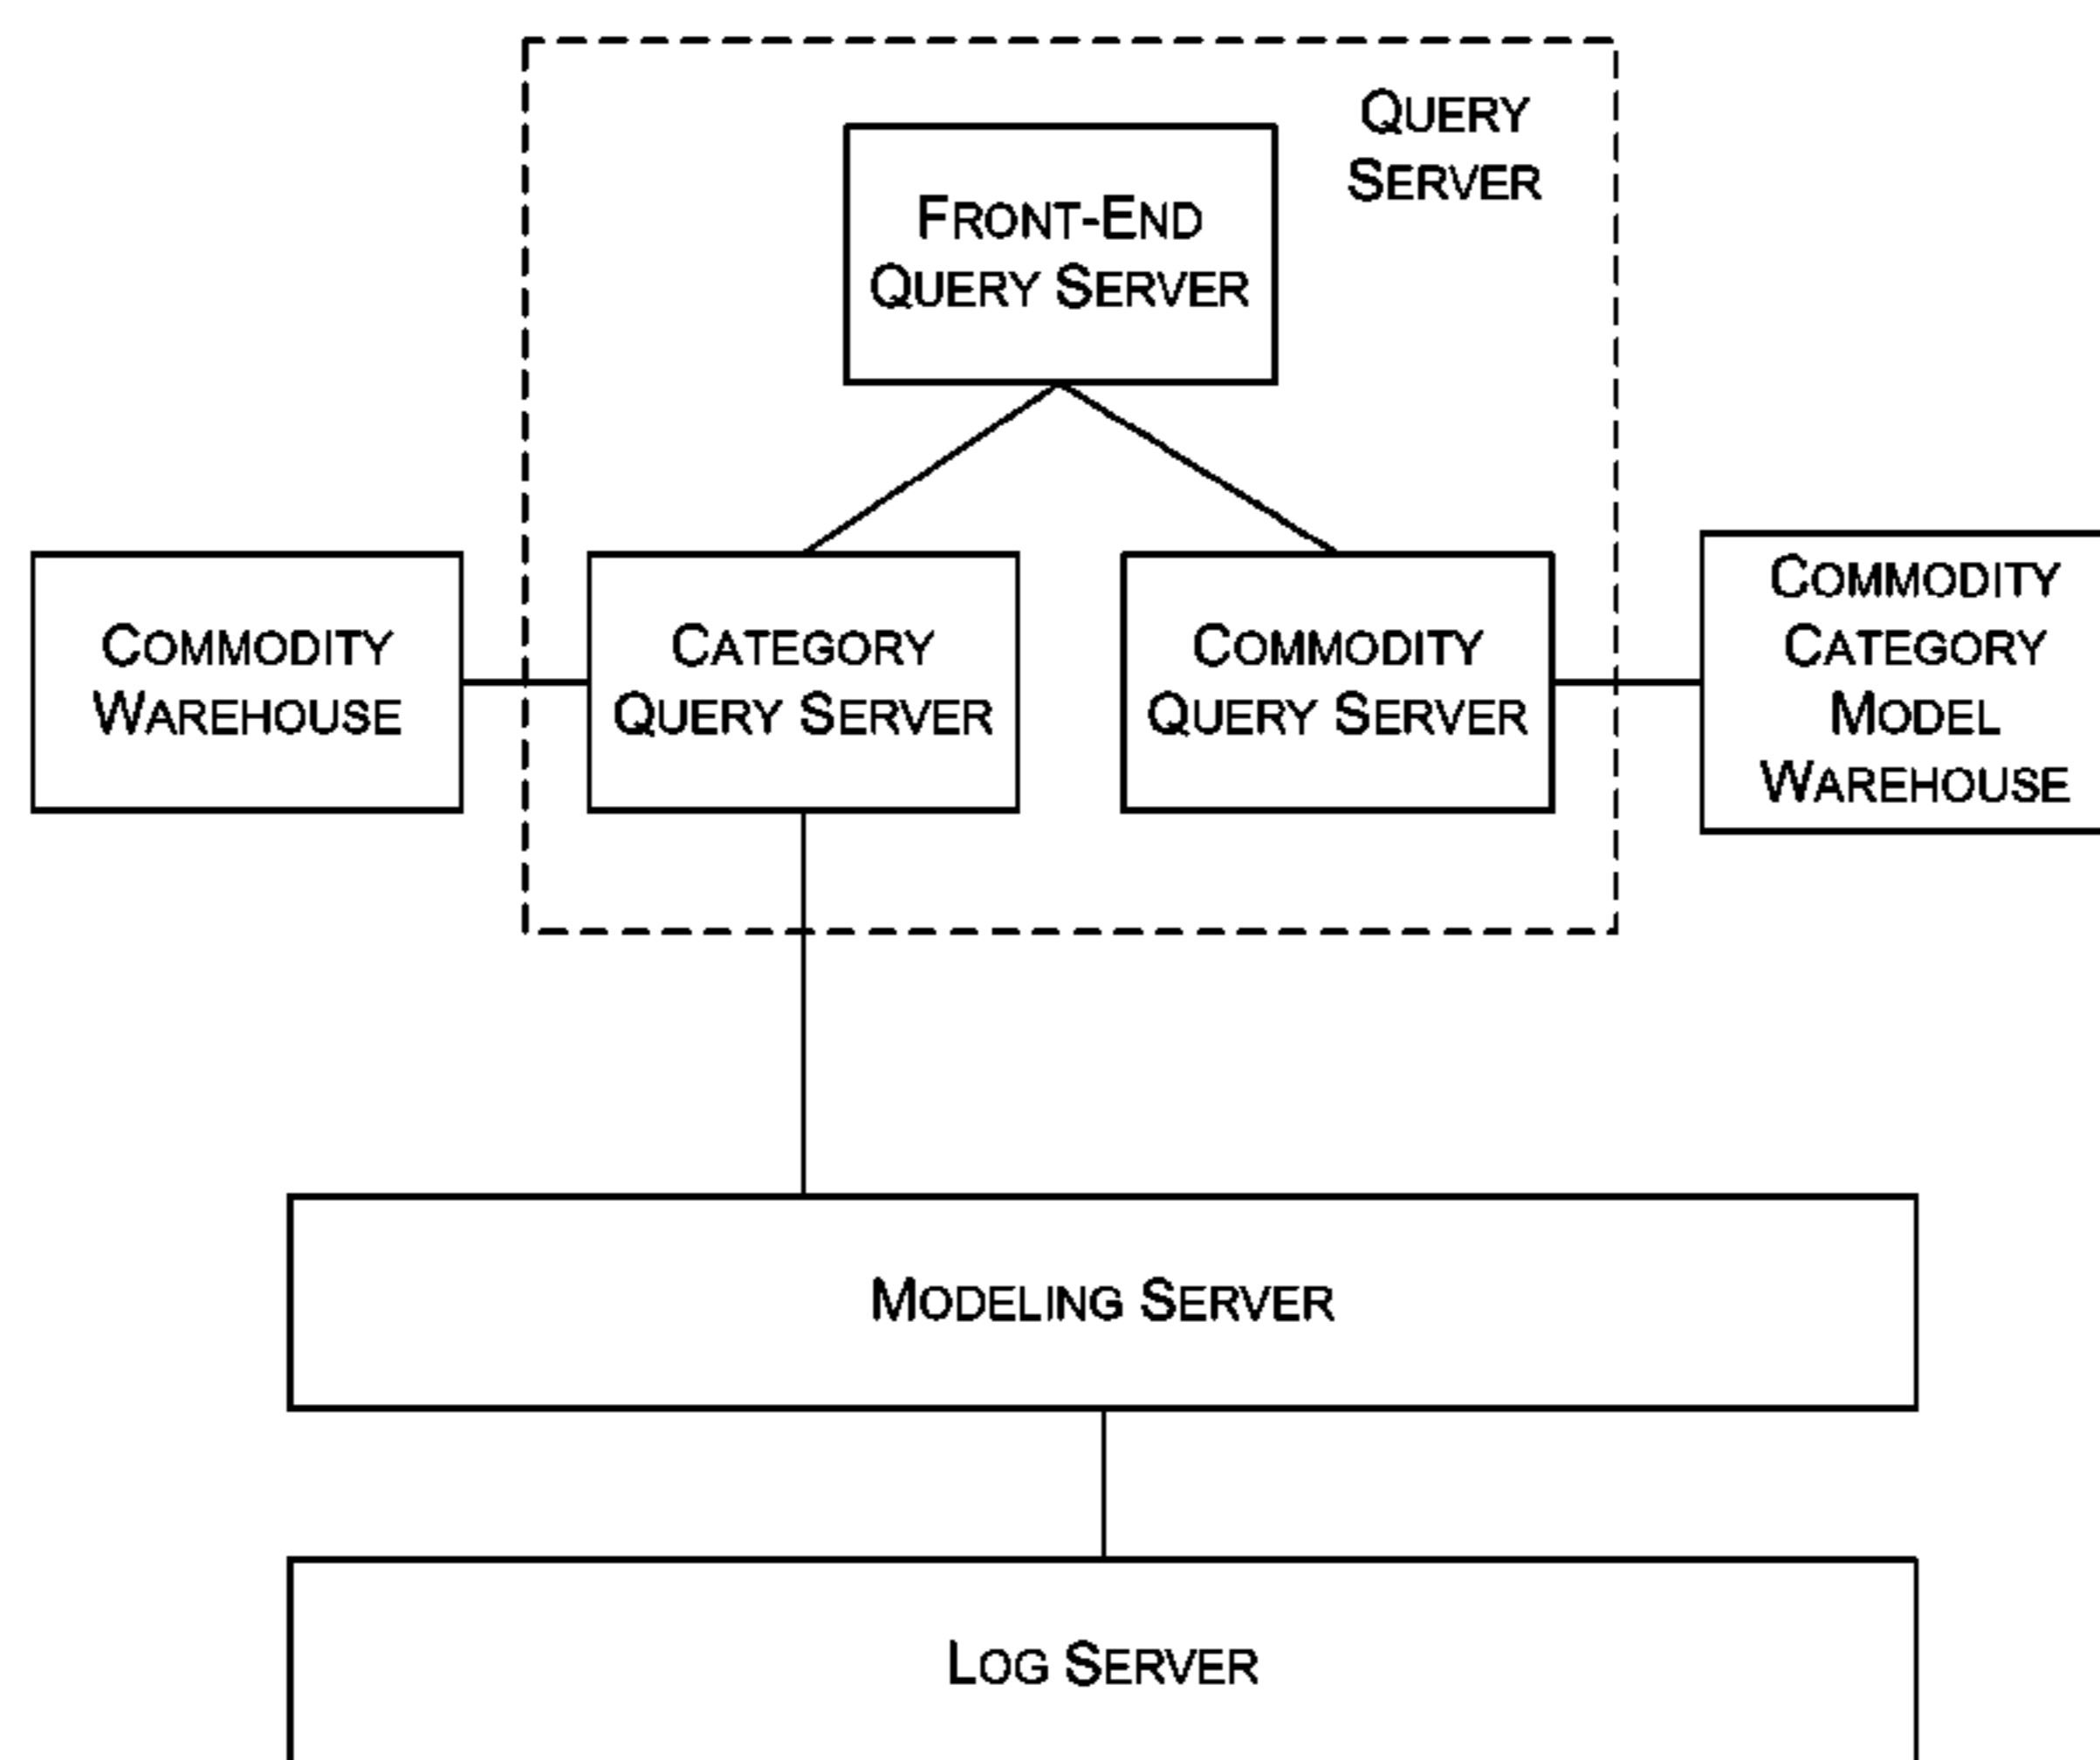 QUERY
SERVER
FRONT-END
QUERY SERVER
COMMODITY
WAREHOUSE
CATEGORY
QUERY SERVER
COMMODITY
QUERY SERVER
COMMODITY
CATEGORY
MODEL
WAREHOUSE
MODELING SERVER
LOG SERVER